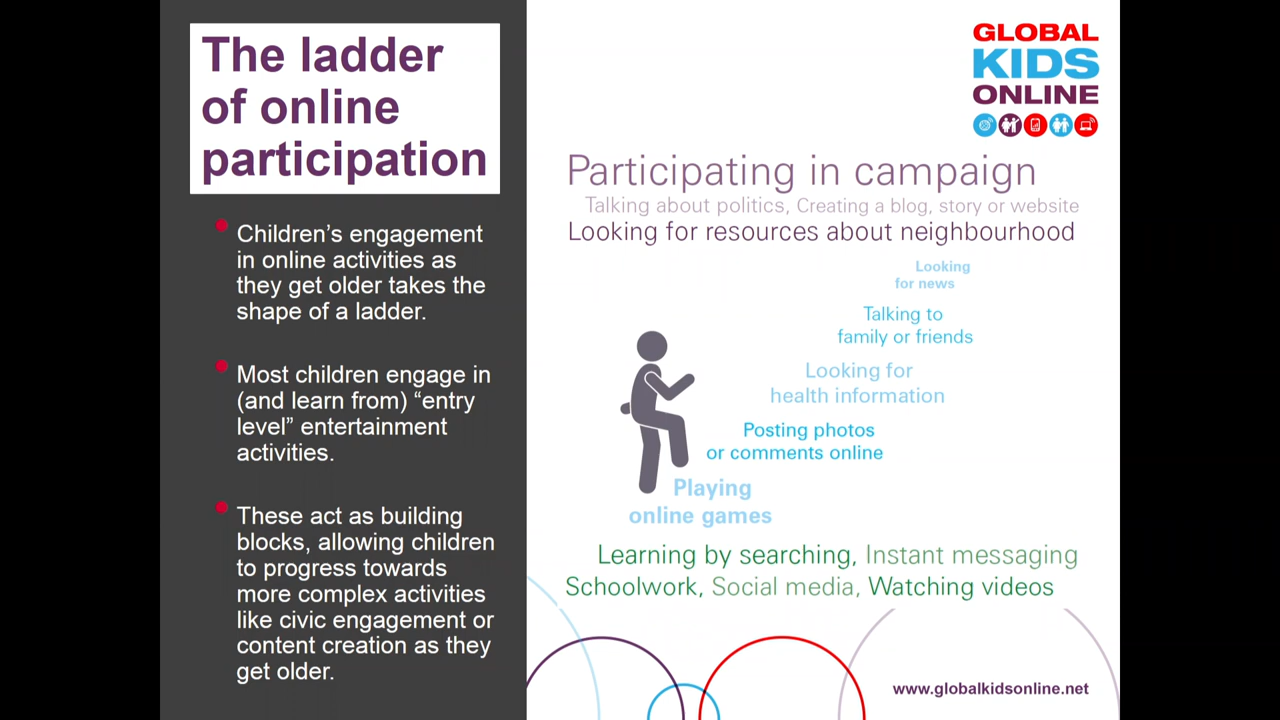 The ladder
of online
participation
Children’s engagement
in online activities as
they get older takes the
shape of a ladder.
Most children engage in
(and learn from) “entry
level” entertainment
activities.
These act as building
blocks, allowing children
to progress towards
more complex activities
like civic engagement or
content creation as they
get older.
GLOBAL
KIDS
ONLINE
Participating in campaign
Talking about politics, Creating a blog, story or website
Looking for resources about neighbourhood
Looking
for news
Talking to
family or friends
Looking for
health information
Posting photos
or comments online
Playing
online games
Learning by searching, Instant messaging
Schoolwork, Social media, Watching videos
www.globalkidsonline.net